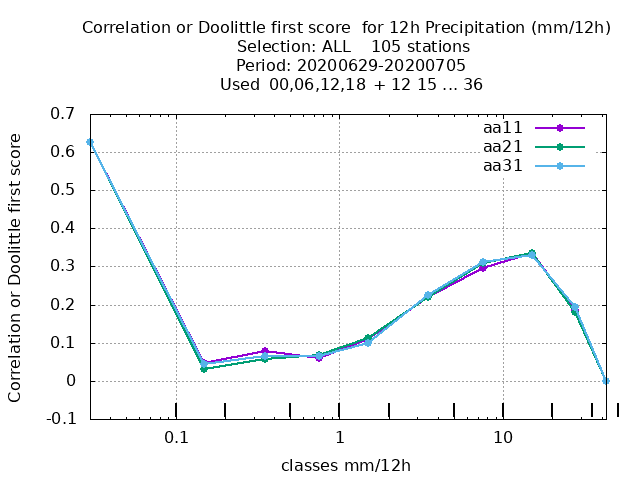 Correlation or Doolittle first score  for 12h Precipitation (mm/12h)
Selection: ALL    105 stations
Period: 20200629-20200705
Used  00,06,12,18  + 12 15 ... 36
0.7
0.6
0.5
0.4
0.3
0.2
0.1
0
-0.1
Correlation or Doolittle first score
aa11
aa21
aa31
0.1
1
10
classes mm/12h